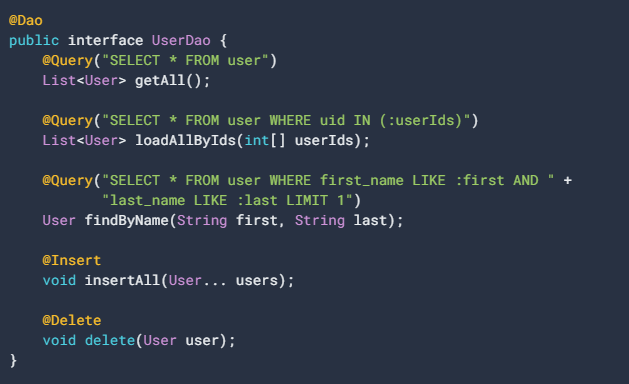 @Dao
public interface UserDao {
    @Query("SELECT * FROM user")
    List<User> getAll();

    @Query("SELECT * FROM user WHERE uid IN (:userIds)")
    List<User> loadAllByIds(int[] userIds);

    @Query("SELECT * FROM user WHERE first_name LIKE :first AND " +
           "last_name LIKE :last LIMIT 1")
    User findByName(String first, String last);

    @Insert
    void insertAll(User... users);

    @Delete
    void delete(User user);
}